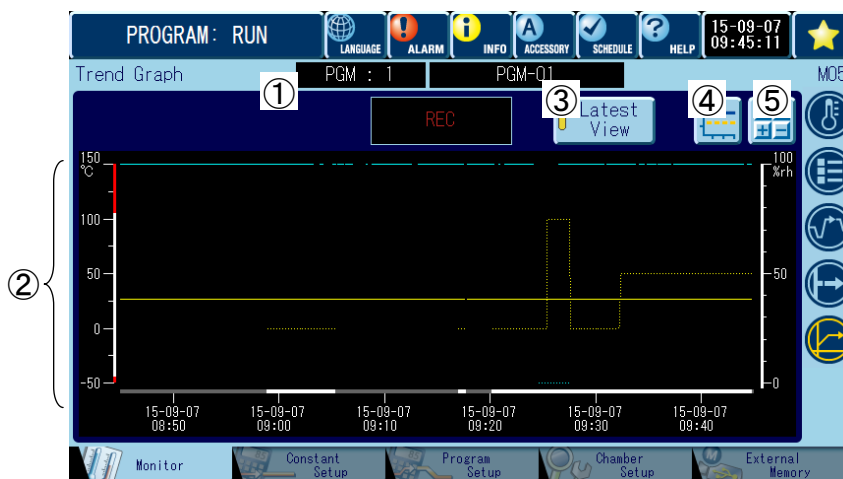 PROGRAM: RUN
LANGUAGE
ALARM
INFO
ACCESSORY
SCHEDULE
HELP
15-09-07
09:45:11
Trend Graph
PGM : 1
PGM-01
M05
①
REC
③
Latest
View
④
⑤
②
150
℃
100
50
0
-50
100
%rh
50
0
15-09-07
08:50
15-09-07
09:00
15-09-07
09:10
15-09-07
09:20
15-09-07
09:30
15-09-07
09:40
Monitor
Constant
Setup
Program
Setup
Chamber
Setup
External
Memory